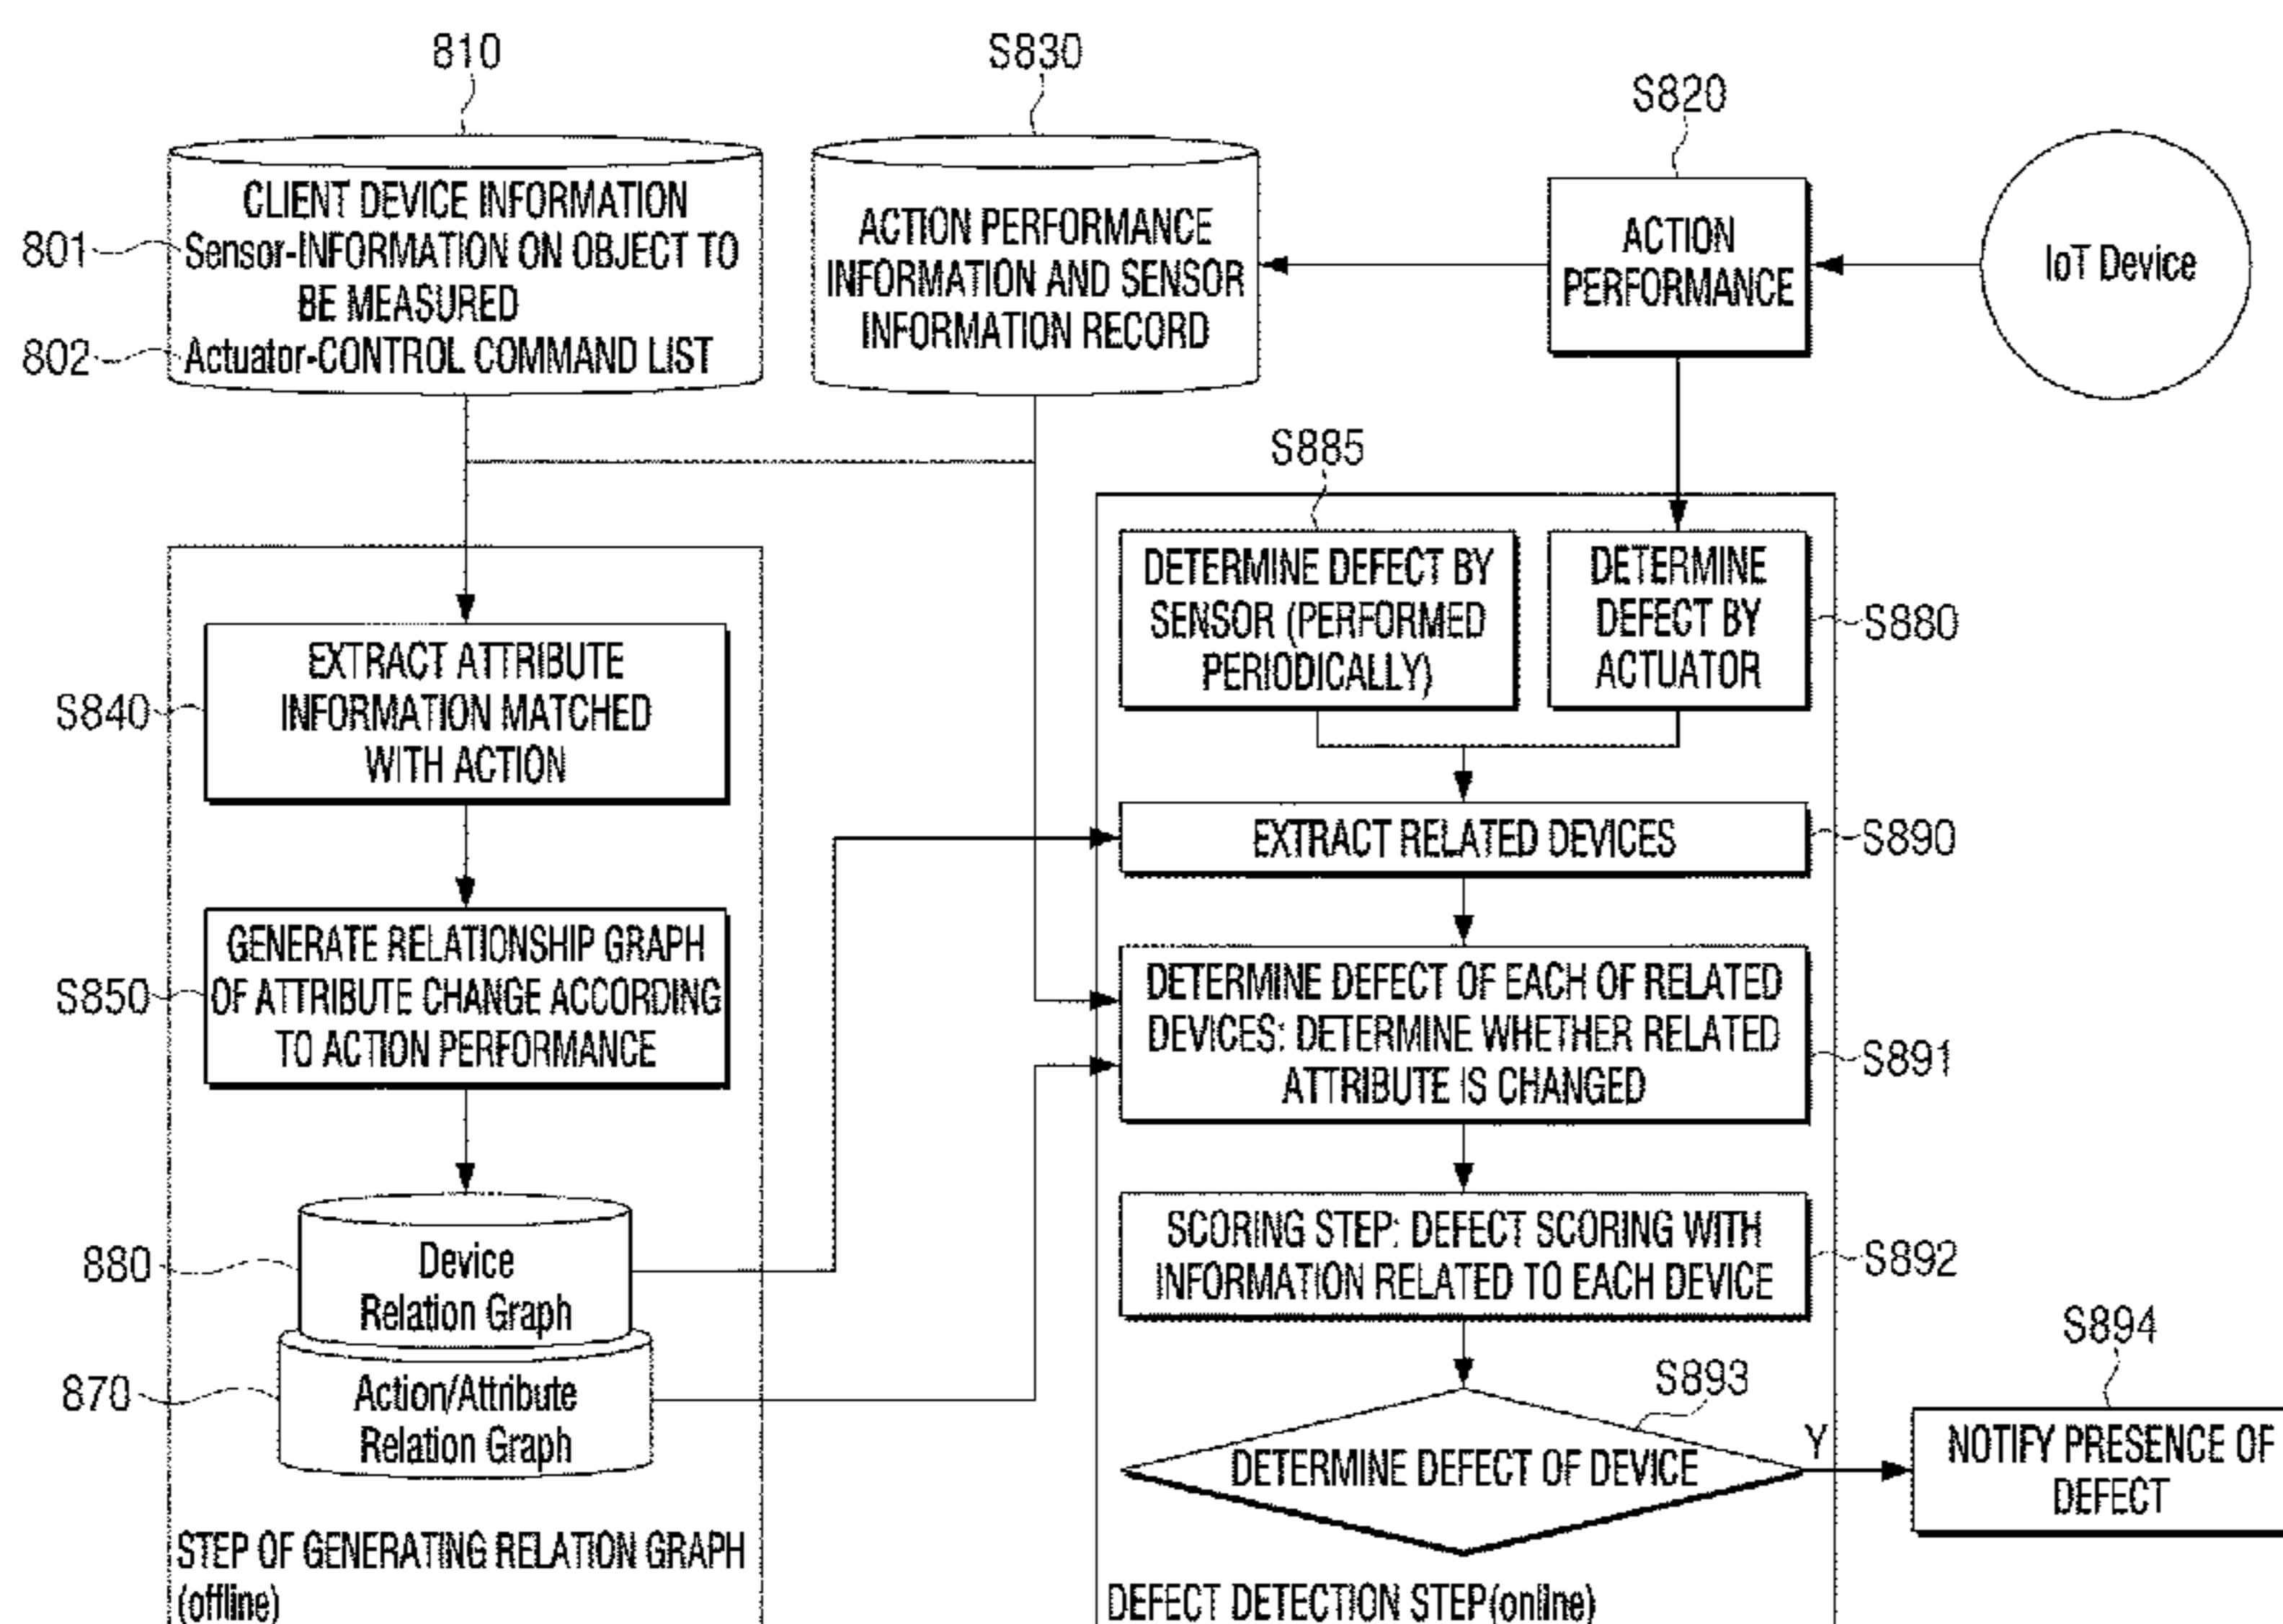 810
S830
S820
CLIENT DEVICE INFORMATION
801
Sensor-INFORMATION ON OBJECT TO
BE MEASURED
802
Actuator-CONTROL COMMAND LIST
ACTION PERFORMANCE
INFORMATION AND SENSOR
INFORMATION RECORD
ACTION
PERFORMANCE
IoT Device
S885
DETERMINE DEFECT BY
SENSOR (PERFORMED
PERIODICALLY)
DETERMINE
DEFECT BY
ACTUATOR
S880
EXTRACT ATTRIBUTE
INFORMATION MATCHED
WITH ACTION
S840
EXTRACT RELATED DEVICES
S890
GENERATE RELATIONSHIP GRAPH
OF ATTRIBUTE CHANGE ACCORDING
TO ACTION PERFORMANCE
S850
DETERMINE DEFECT OF EACH OF RELATED
DEVICES: DETERMINE WHETHER RELATED
ATTRIBUTE IS CHANGED
S891
880
Device
Relation Graph
SCORING STEP: DEFECT SCORING WITH
INFORMATION RELATED TO EACH DEVICE
S892
870
Action/Attribute
Relation Graph
S893
DETERMINE DEFECT OF DEVICE
Y
S894
NOTIFY PRESENCE OF
DEFECT
STEP OF GENERATING RELATION GRAPH
(offline)
DEFECT DETECTION STEP(online)